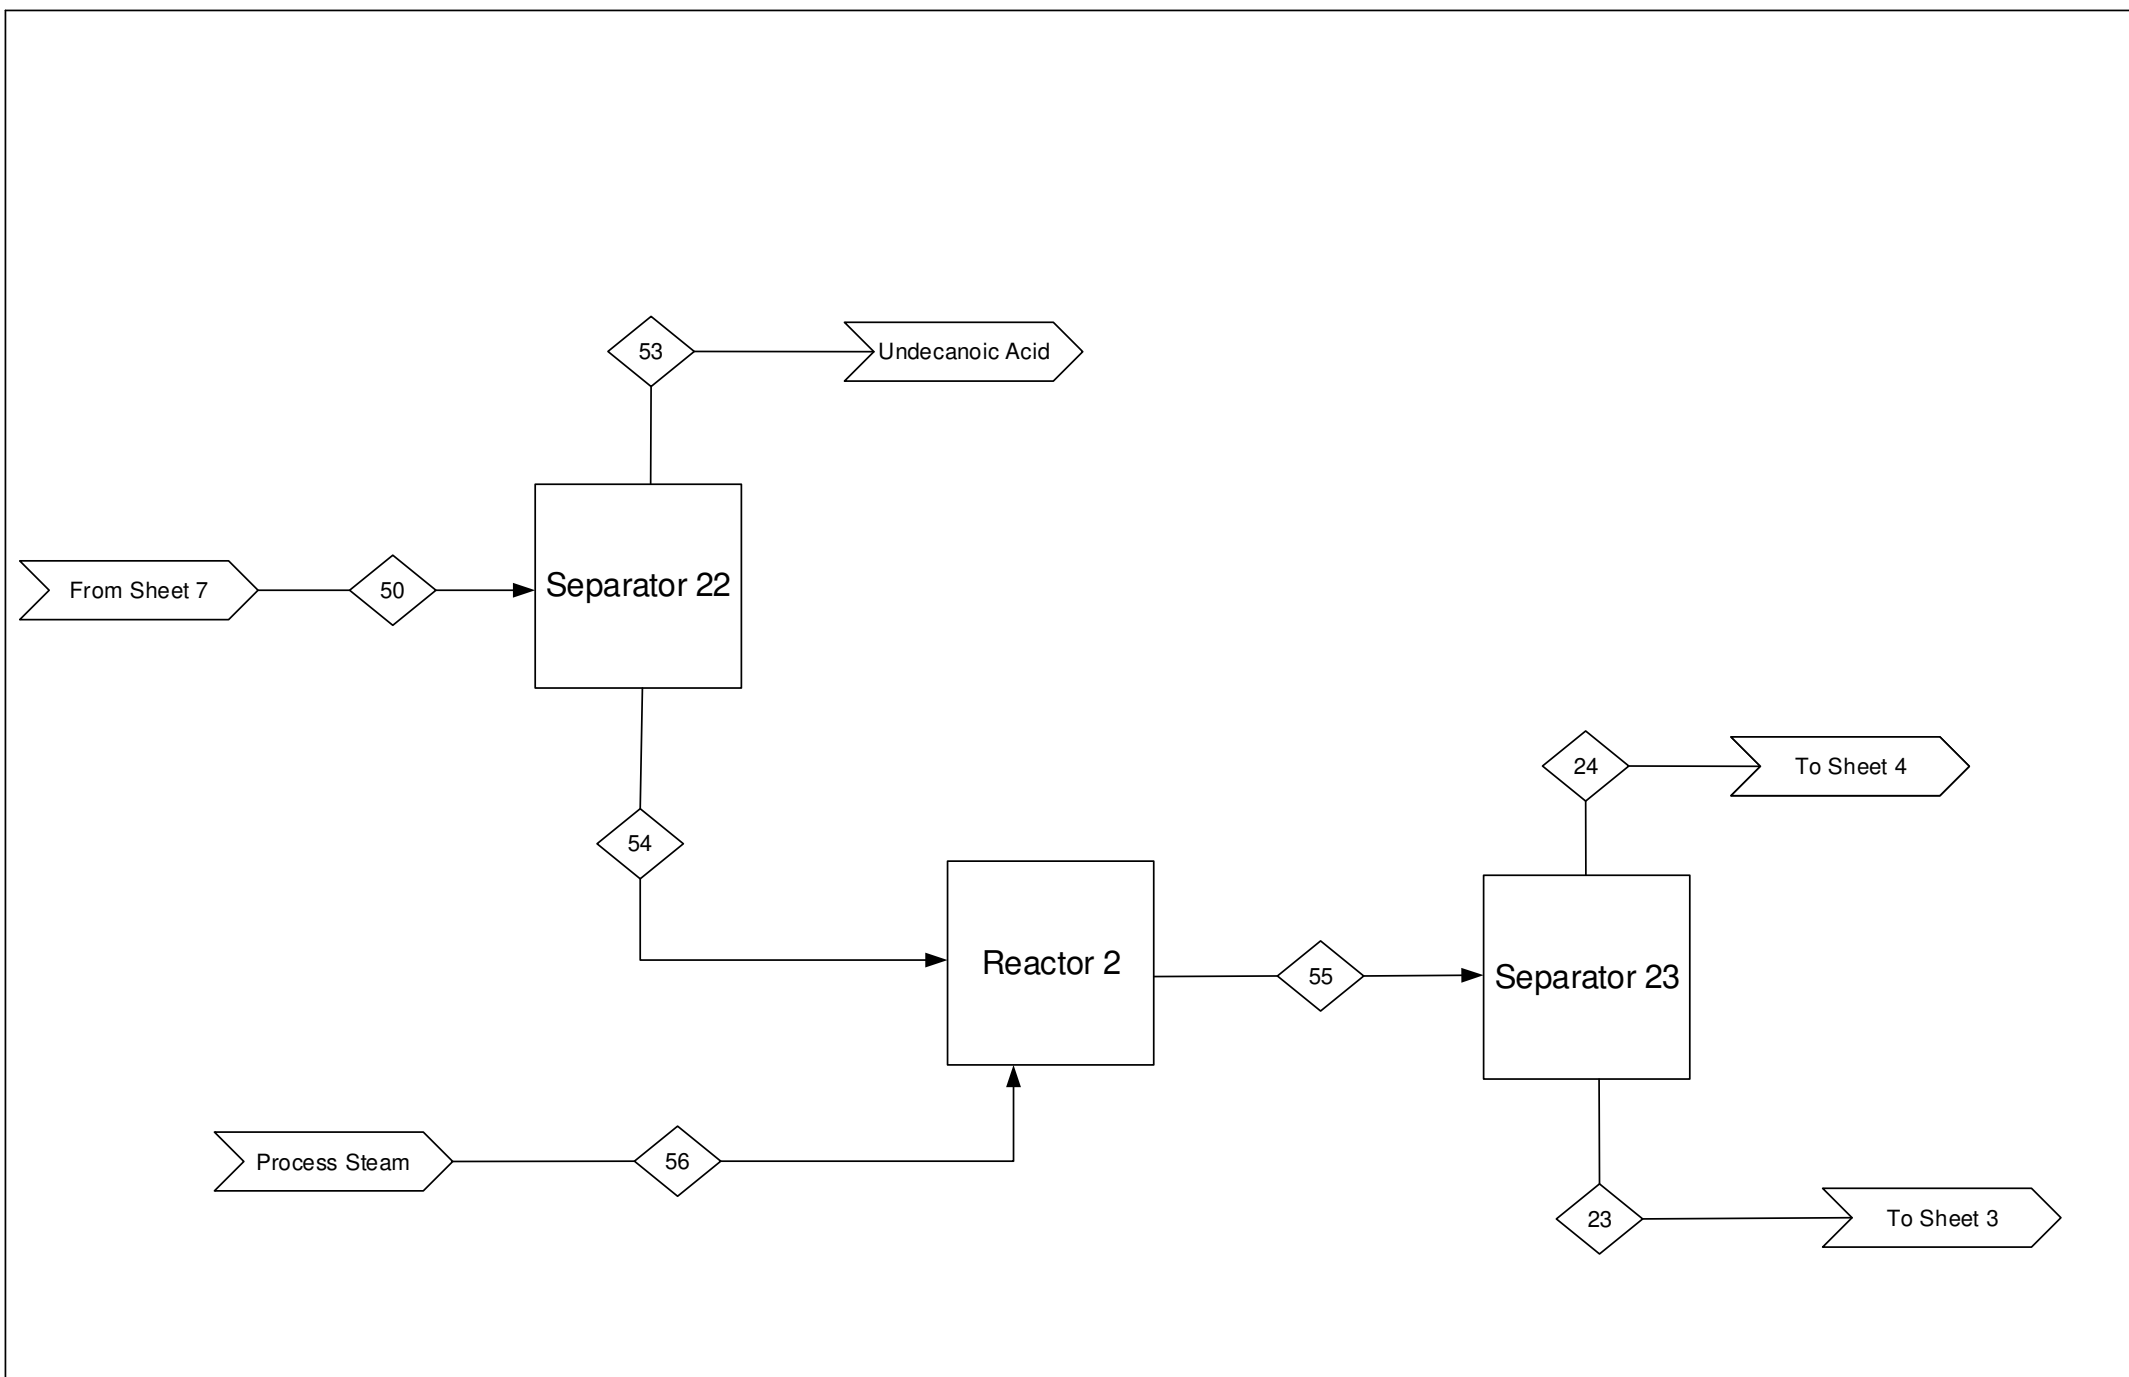 53
Undecanoic Acid
From Sheet 7
50
Separator 22
24
To Sheet 4
54
Reactor 2
55
Separator 23
Process Steam
56
23
To Sheet 3